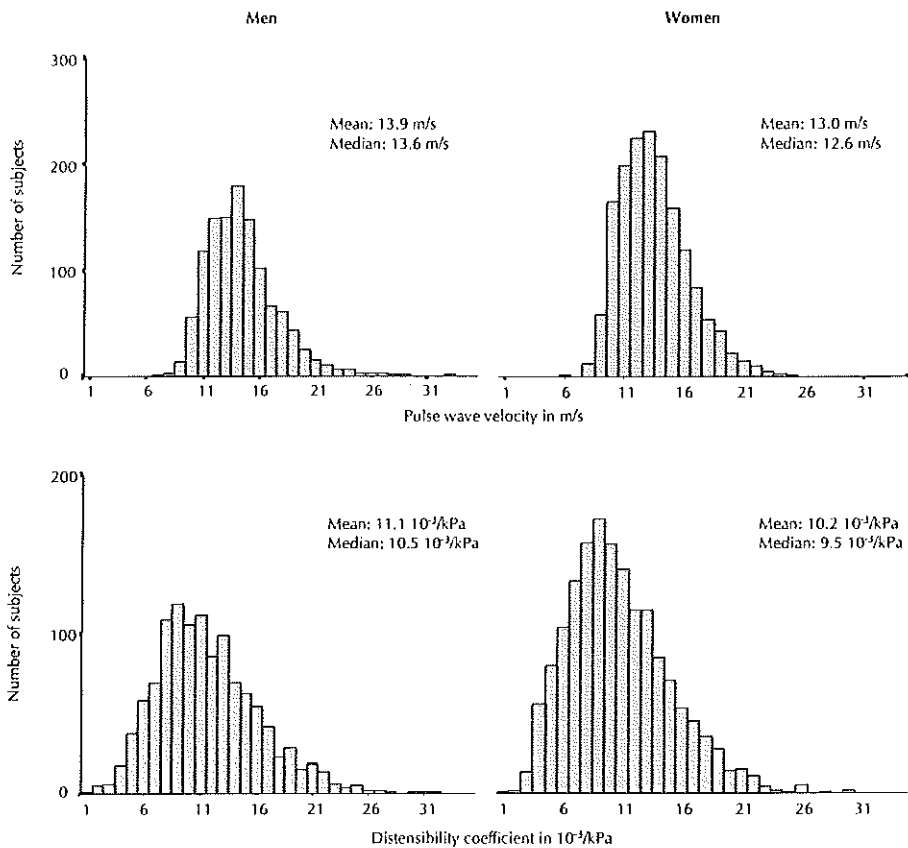 Men
Women
300
200
100
0
Number of subjects
Mean: 13.9 m/s
Median: 13.6 m/s
Mean: 13.0 m/s
Median: 12.6 m/s
1 6 11 16 21 26 31
1 6 11 16 21 26 31
Pulse wave velocity in m/s
200
100
0
Number of subjects
Mean: 11.1 10⁻³/kPa
Median: 10.5 10⁻³/kPa
Mean: 10.2 10⁻³/kPa
Median: 9.5 10⁻³/kPa
1 6 11 16 21 26 31
1 6 11 16 21 26 31
Distensibility coefficient in 10⁻³/kPa